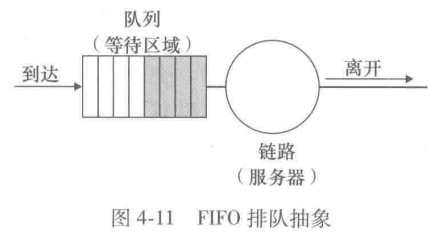 队列
（等待区域）
到达
离开
链路
（服务器）
图 4-11 FIFO 排队抽象